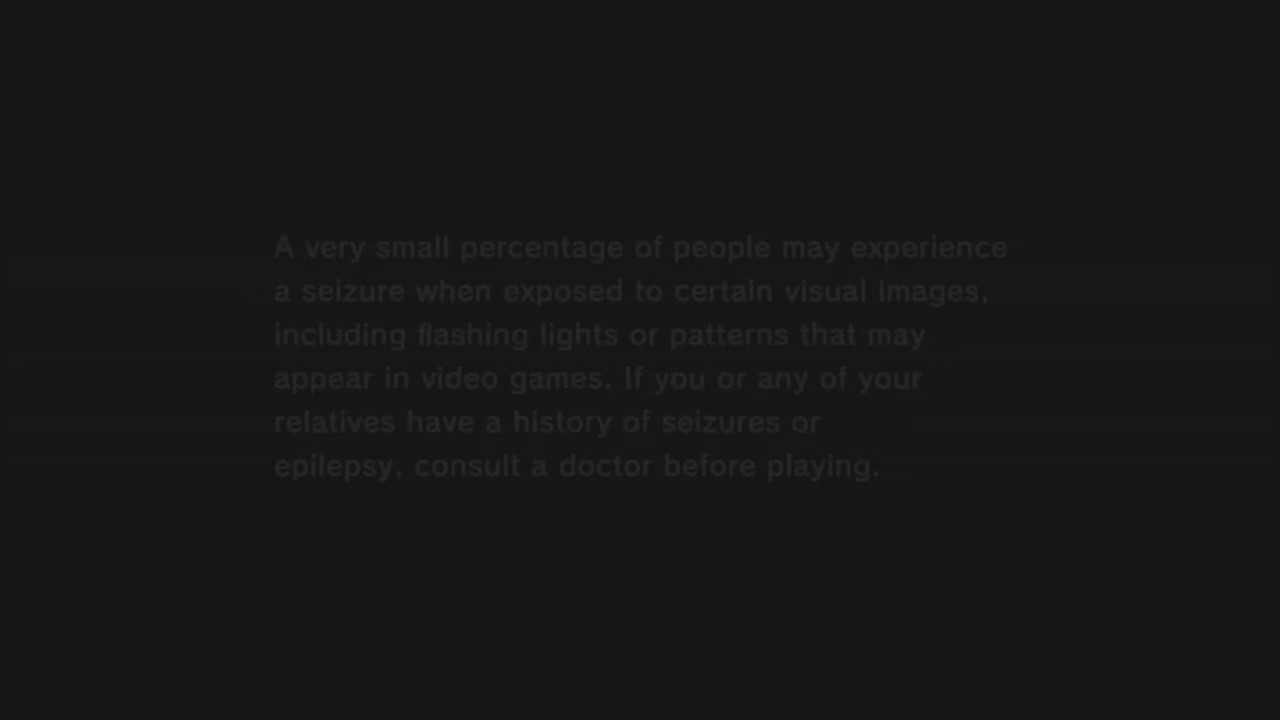 A very small percentage of people may experience
a seizure when exposed to certain visual images,
including flashing lights or patterns that may
appear in video games. If you or any of your
relatives have a history of seizures or
epilepsy, consult a doctor before playing.